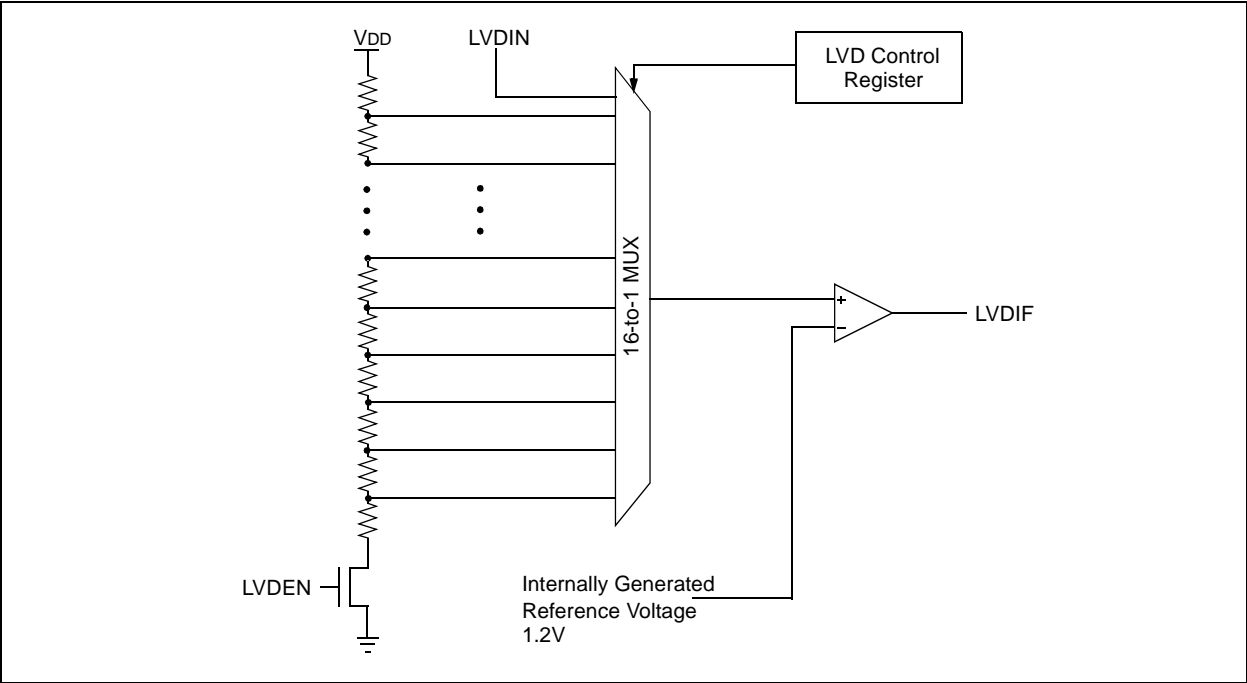 VDD
LVDIN
LVD Control
Register
16-to-1 MUX
+
–
LVDIF
LVDEN
Internally Generated
Reference Voltage
1.2V